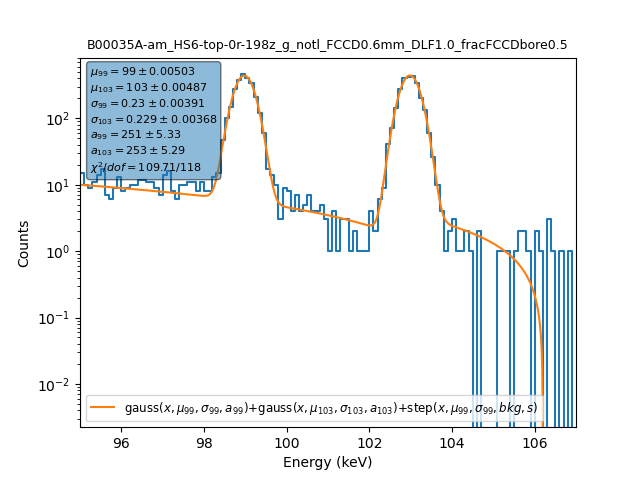 B00035A-am_HS6-top-0r-198z_g_notl_FCCD0.6mm_DLF1.0_fracFCCDbore0.5
μ₉₉ = 99 ± 0.00503
μ₁₀₃ = 103 ± 0.00487
σ₉₉ = 0.23 ± 0.00391
σ₁₀₃ = 0.229 ± 0.00368
a₉₉ = 251 ± 5.33
a₁₀₃ = 253 ± 5.29
χ²/dof = 109.71/118
Counts
10²
10¹
10⁰
10⁻¹
10⁻²
gauss(x, μ₉₉, σ₉₉, a₉₉)+gauss(x, μ₁₀₃, σ₁₀₃, a₁₀₃)+step(x, μ₉₉, σ₉₉, bkg, s)
96 98 100 102 104 106
Energy (keV)